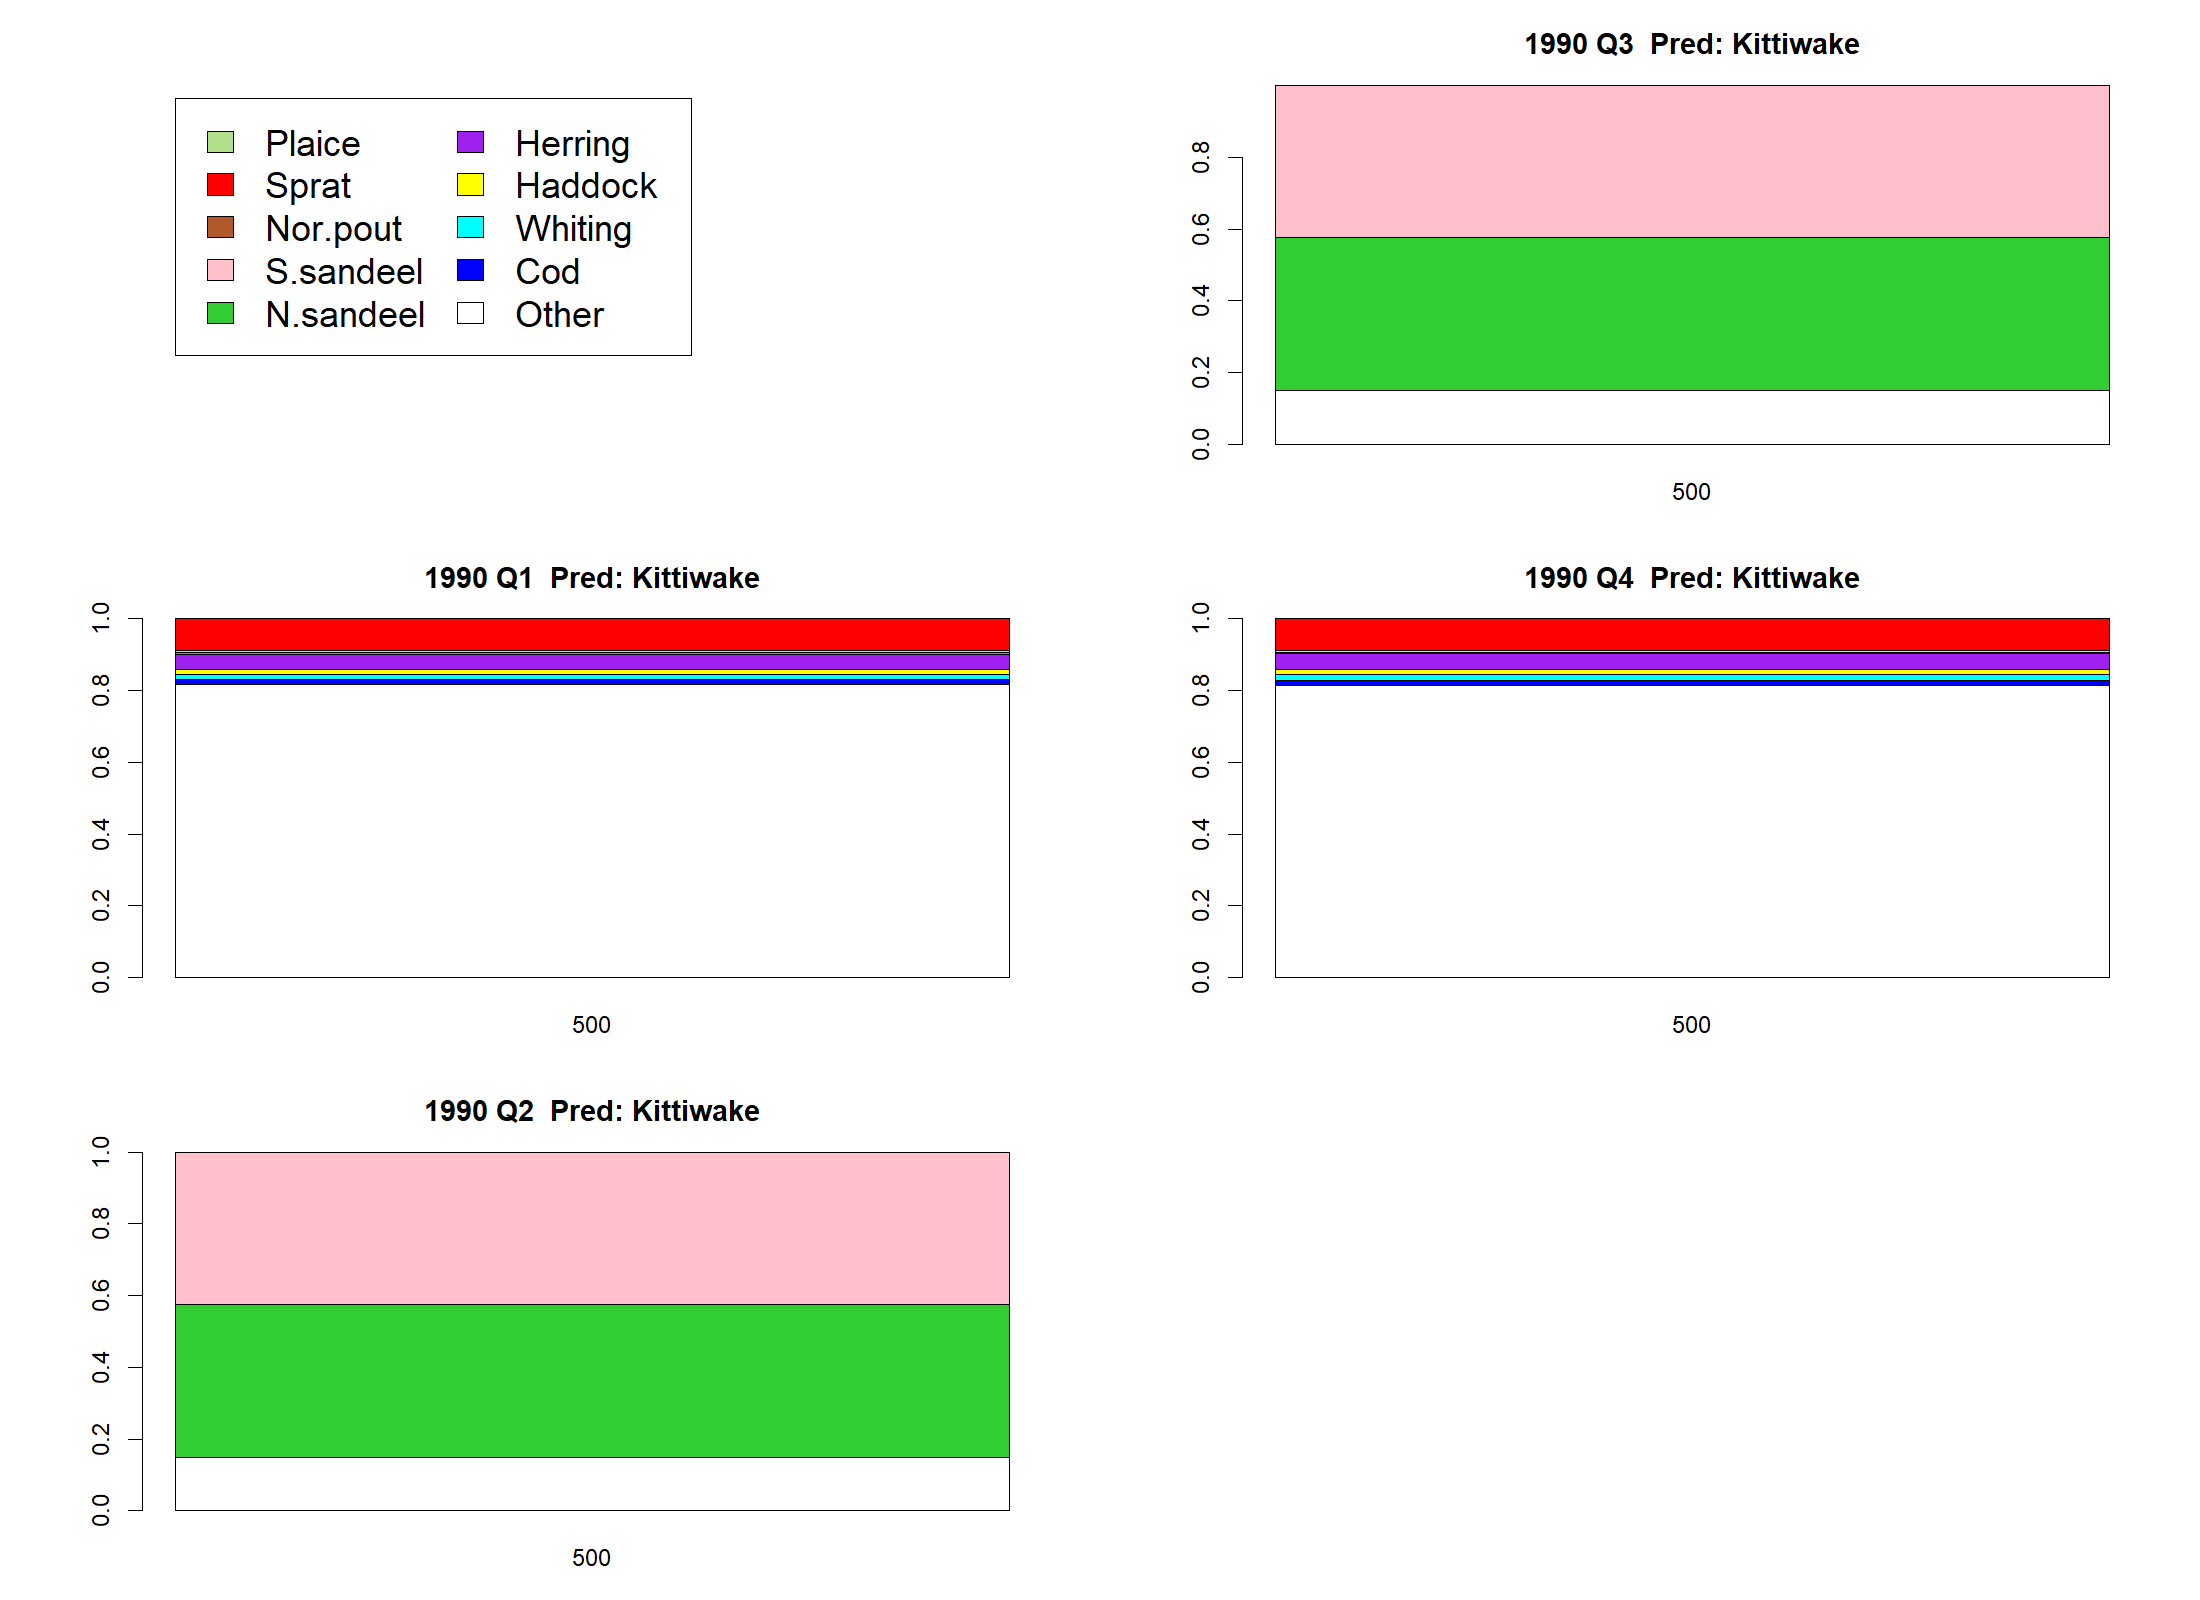 Plaice
Sprat
Nor.pout
S.sandeel
N.sandeel
Herring
Haddock
Whiting
Cod
Other
1990 Q1  Pred: Kittiwake
1.0
0.8
0.6
0.4
0.2
0.0
500
1990 Q2  Pred: Kittiwake
1.0
0.8
0.6
0.4
0.2
0.0
500
1990 Q3  Pred: Kittiwake
0.8
0.6
0.4
0.2
0.0
500
1990 Q4  Pred: Kittiwake
1.0
0.8
0.6
0.4
0.2
0.0
500